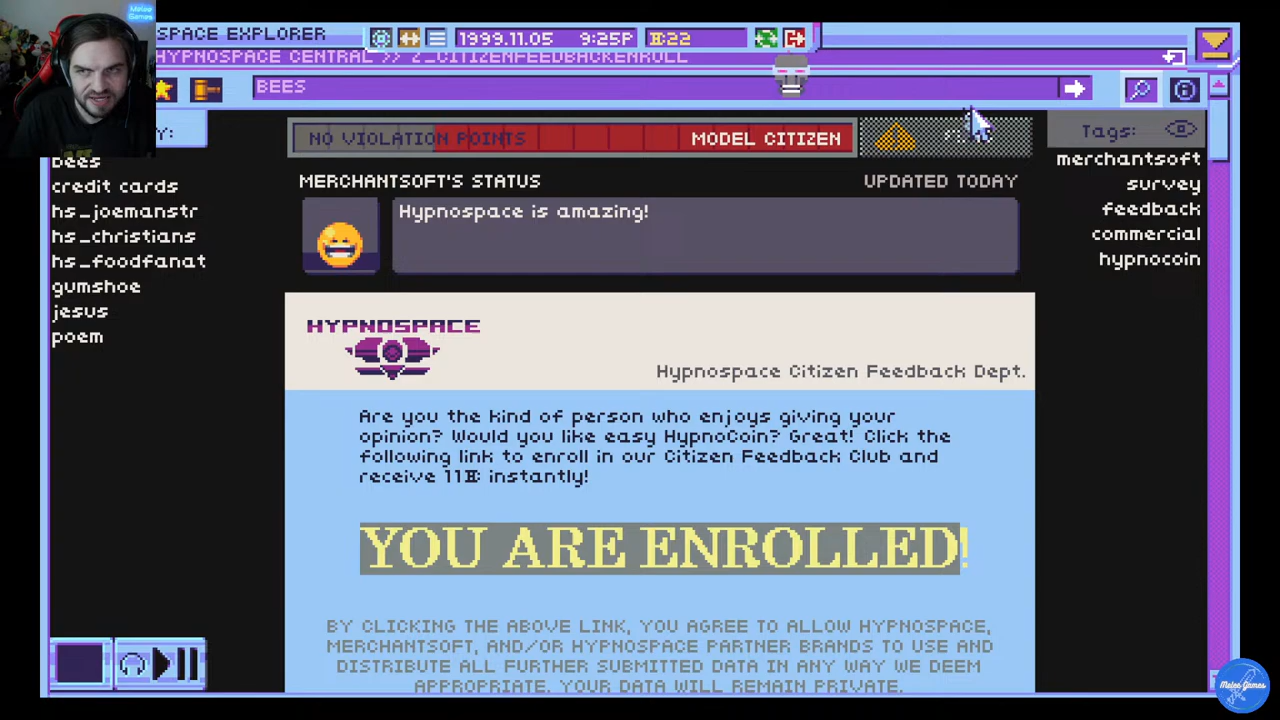 Melee
Games
SPACE EXPLORER
1999.11.05 9:25P
22
HYPNOSPACE CENTRAL >> Z_CITIZENFEEDBACKENROLL
BEES
Y:
NO VIOLATION POINTS
MODEL CITIZEN
Tags:
bees
credit cards
hs_joemanstr
hs_christians
hs_foodfanat
gumshoe
jesus
poem
merchantsoft
survey
feedback
commercial
hypnocoin
MERCHANTSOFT'S STATUS
UPDATED TODAY
Hypnospace is amazing!
HYPNOSPACE
Hypnospace Citizen Feedback Dept.
Are you the kind of person who enjoys giving your
opinion? Would you like easy HypnoCoin? Great! Click the
following link to enroll in our Citizen Feedback Club and
receive 11 instantly!
YOU ARE ENROLLED!
BY CLICKING THE ABOVE LINK, YOU AGREE TO ALLOW HYPNOSPACE,
MERCHANTSOFT, AND/OR HYPNOSPACE PARTNER BRANDS TO USE AND
DISTRIBUTE ALL FURTHER SUBMITTED DATA IN ANY WAY WE DEEM
APPROPRIATE. YOUR DATA WILL REMAIN PRIVATE.
Melee Games